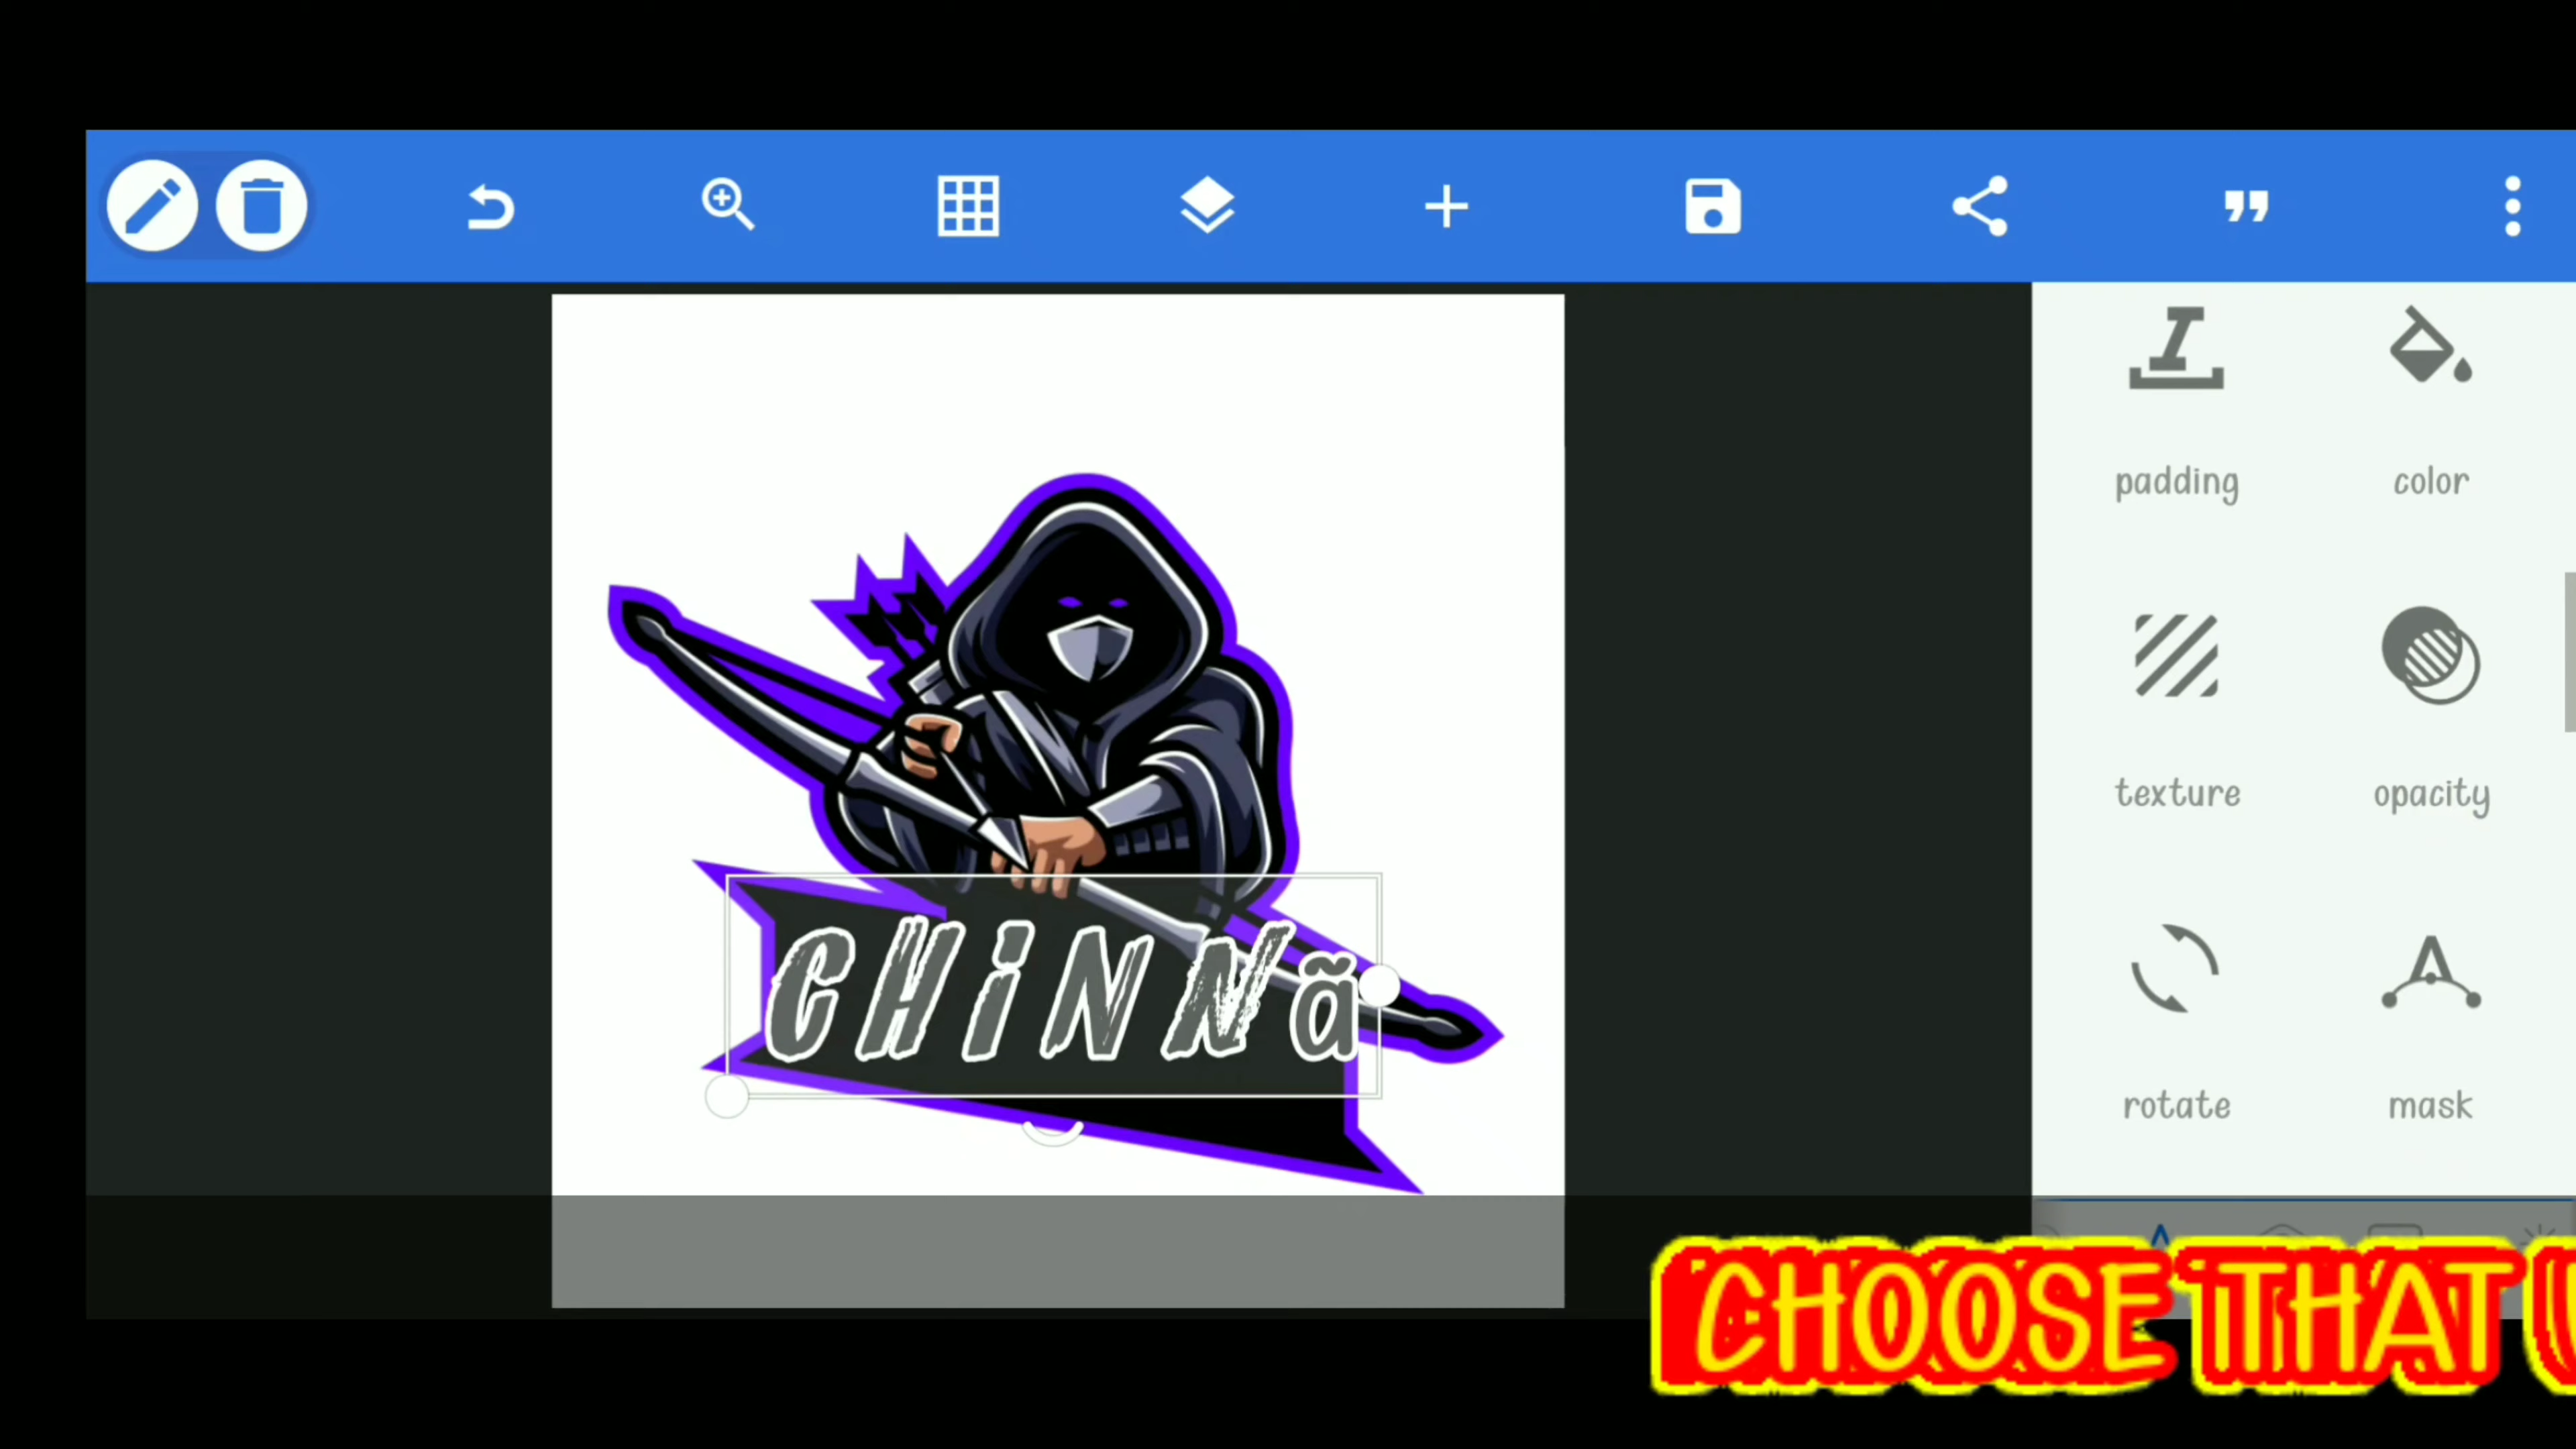 padding color
texture opacity
CHiNNã
rotate mask
CHOOSE THAT